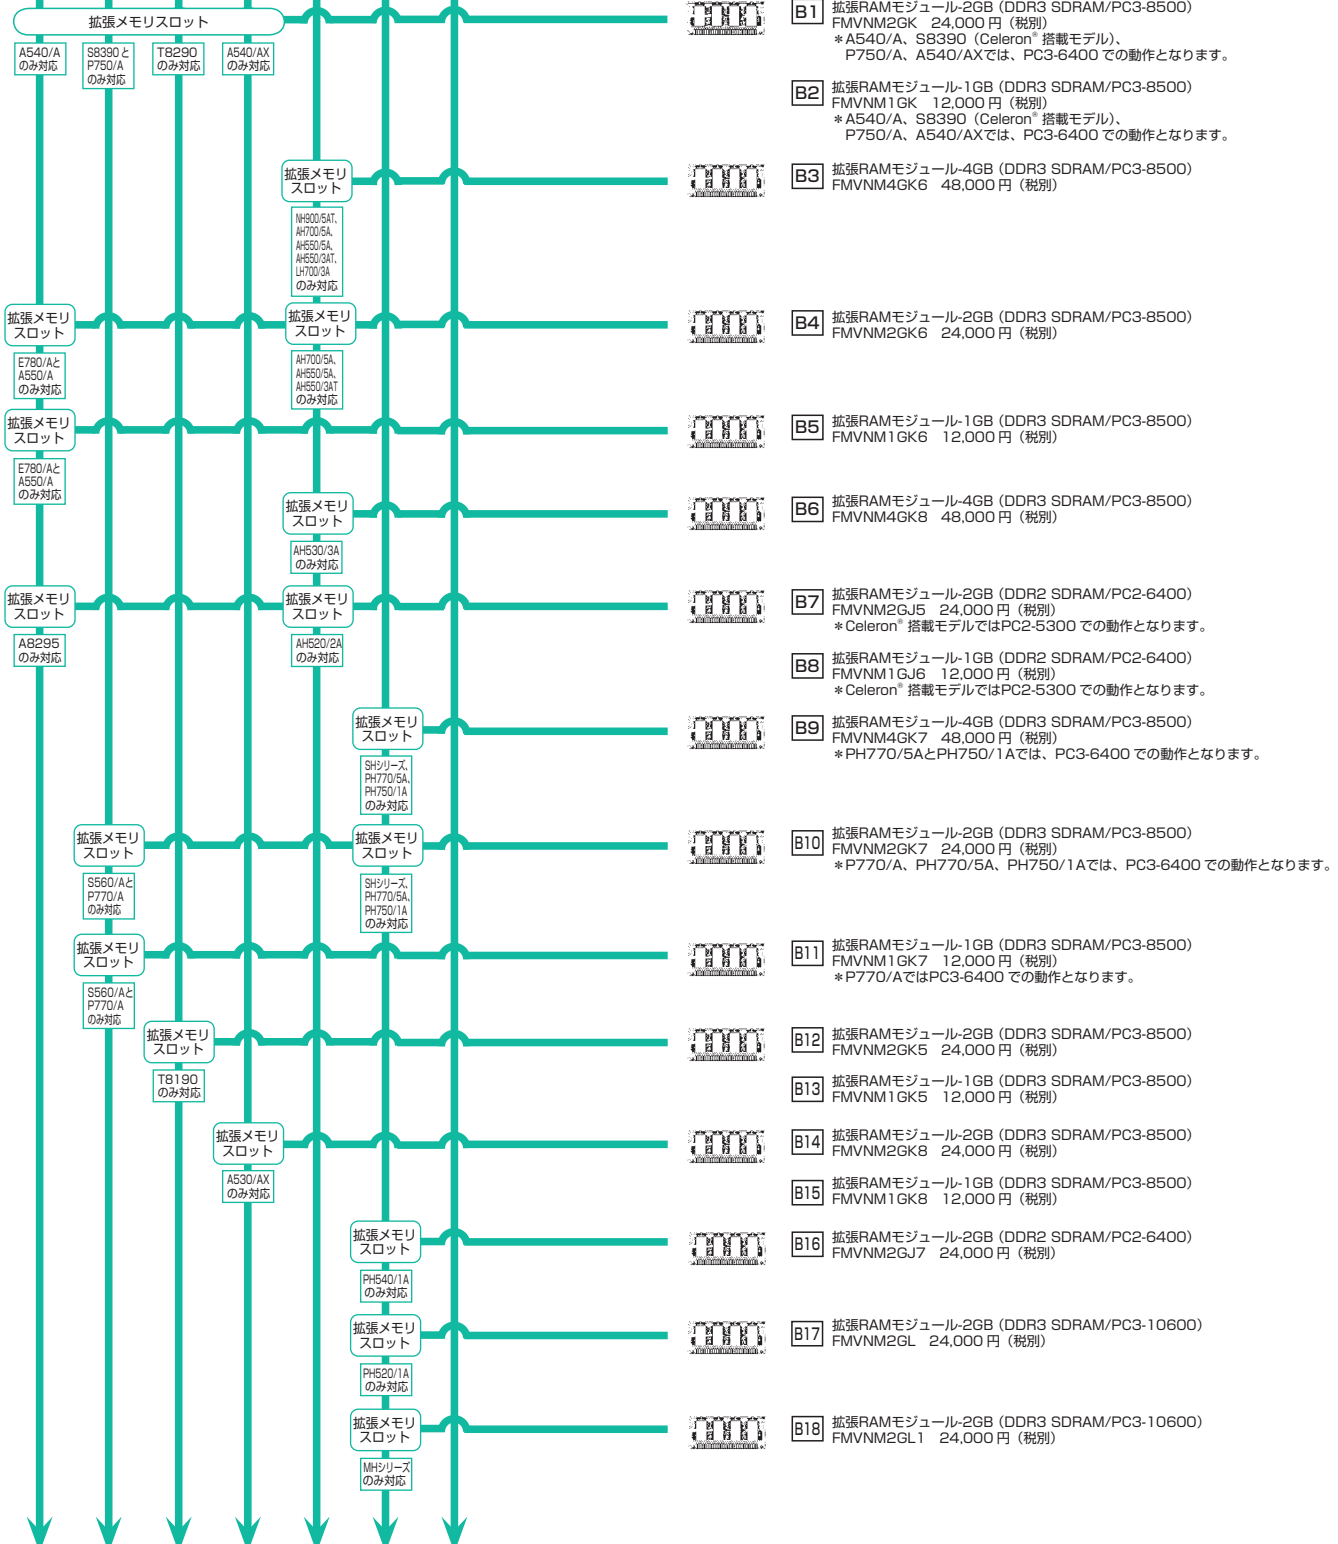 拡張メモリスロット
A540/A
のみ対応
S8390と
P750/A
のみ対応
T8290
のみ対応
A540/AX
のみ対応
B1
拡張RAMモジュール-2GB（DDR3 SDRAM/PC3-8500）
FMVNM2GK 24,000円（税別）
＊A540/A、S8390（Celeron® 搭載モデル）、
P750/A、A540/AXでは、PC3-6400での動作となります。
B2
拡張RAMモジュール-1GB（DDR3 SDRAM/PC3-8500）
FMVNM1GK 12,000円（税別）
＊A540/A、S8390（Celeron® 搭載モデル）、
P750/A、A540/AXでは、PC3-6400での動作となります。
拡張メモリ
スロット
NH900/5AT、
AH700/5A、
AH550/5A、
AH550/3AT、
LH700/3A
のみ対応
B3
拡張RAMモジュール-4GB（DDR3 SDRAM/PC3-8500）
FMVNM4GK6 48,000円（税別）
拡張メモリ
スロット
E780/Aと
A550/A
のみ対応
拡張メモリ
スロット
AH700/5A、
AH550/5A、
AH550/3AT
のみ対応
B4
拡張RAMモジュール-2GB（DDR3 SDRAM/PC3-8500）
FMVNM2GK6 24,000円（税別）
拡張メモリ
スロット
E780/Aと
A550/A
のみ対応
B5
拡張RAMモジュール-1GB（DDR3 SDRAM/PC3-8500）
FMVNM1GK6 12,000円（税別）
拡張メモリ
スロット
AH530/3A
のみ対応
B6
拡張RAMモジュール-4GB（DDR3 SDRAM/PC3-8500）
FMVNM4GK8 48,000円（税別）
拡張メモリ
スロット
A8295
のみ対応
拡張メモリ
スロット
AH520/2A
のみ対応
B7
拡張RAMモジュール-2GB（DDR2 SDRAM/PC2-6400）
FMVNM2GJ5 24,000円（税別）
＊Celeron® 搭載モデルではPC2-5300での動作となります。
B8
拡張RAMモジュール-1GB（DDR2 SDRAM/PC2-6400）
FMVNM1GJ6 12,000円（税別）
＊Celeron® 搭載モデルではPC2-5300での動作となります。
拡張メモリ
スロット
SHシリーズ、
PH770/5A、
PH750/1A
のみ対応
B9
拡張RAMモジュール-4GB（DDR3 SDRAM/PC3-8500）
FMVNM4GK7 48,000円（税別）
＊PH770/5AとPH750/1Aでは、PC3-6400での動作となります。
拡張メモリ
スロット
S560/Aと
P770/A
のみ対応
拡張メモリ
スロット
SHシリーズ、
PH770/5A、
PH750/1A
のみ対応
B10
拡張RAMモジュール-2GB（DDR3 SDRAM/PC3-8500）
FMVNM2GK7 24,000円（税別）
＊P770/A、PH770/5A、PH750/1Aでは、PC3-6400での動作となります。
拡張メモリ
スロット
S560/Aと
P770/A
のみ対応
B11
拡張RAMモジュール-1GB（DDR3 SDRAM/PC3-8500）
FMVNM1GK7 12,000円（税別）
＊P770/AではPC3-6400での動作となります。
拡張メモリ
スロット
T8190
のみ対応
B12
拡張RAMモジュール-2GB（DDR3 SDRAM/PC3-8500）
FMVNM2GK5 24,000円（税別）
B13
拡張RAMモジュール-1GB（DDR3 SDRAM/PC3-8500）
FMVNM1GK5 12,000円（税別）
拡張メモリ
スロット
A530/AX
のみ対応
B14
拡張RAMモジュール-2GB（DDR3 SDRAM/PC3-8500）
FMVNM2GK8 24,000円（税別）
B15
拡張RAMモジュール-1GB（DDR3 SDRAM/PC3-8500）
FMVNM1GK8 12,000円（税別）
拡張メモリ
スロット
PH540/1A
のみ対応
B16
拡張RAMモジュール-2GB（DDR2 SDRAM/PC2-6400）
FMVNM2GJ7 24,000円（税別）
拡張メモリ
スロット
PH520/1A
のみ対応
B17
拡張RAMモジュール-2GB（DDR3 SDRAM/PC3-10600）
FMVNM2GL 24,000円（税別）
拡張メモリ
スロット
MHシリーズ
のみ対応
B18
拡張RAMモジュール-2GB（DDR3 SDRAM/PC3-10600）
FMVNM2GL1 24,000円（税別）